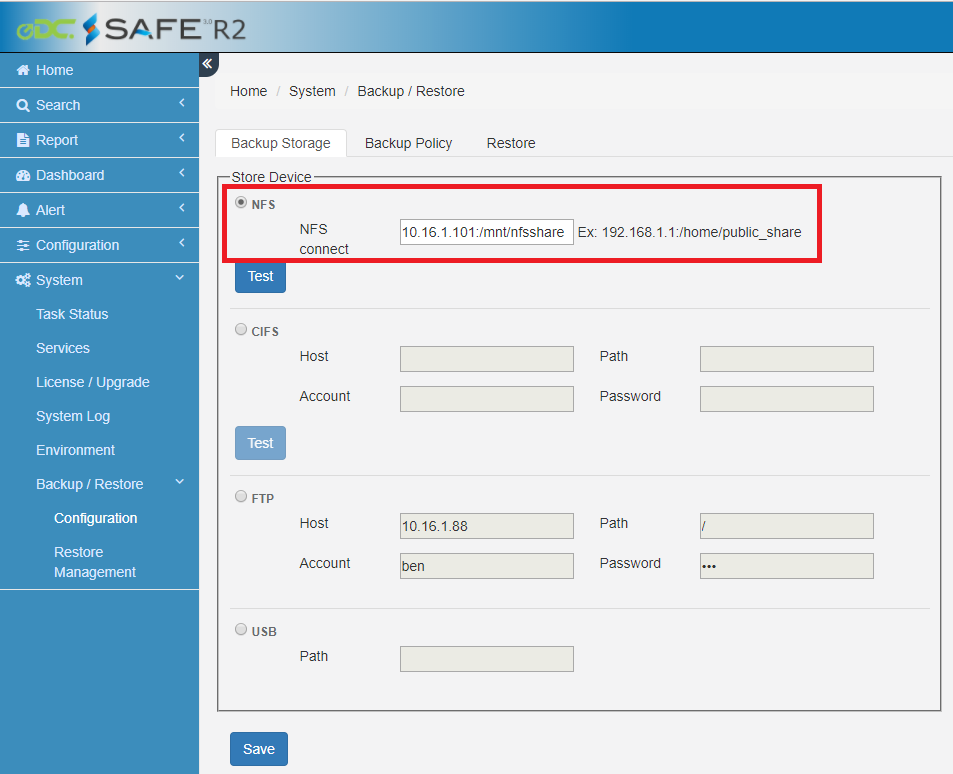 eDC. SAFE 3.0 R2
Home
Search
Report
Dashboard
Alert
Configuration
System
Task Status
Services
License / Upgrade
System Log
Environment
Backup / Restore
Configuration
Restore
Management
Home / System / Backup / Restore
Backup Storage Backup Policy Restore
Store Device
NFS
NFS
connect
10.16.1.101:/mnt/nfsshare Ex: 192.168.1.1:/home/public_share
Test
CIFS
Host Path
Account Password
Test
FTP
Host 10.16.1.88 Path /
Account ben Password •••
USB
Path
Save